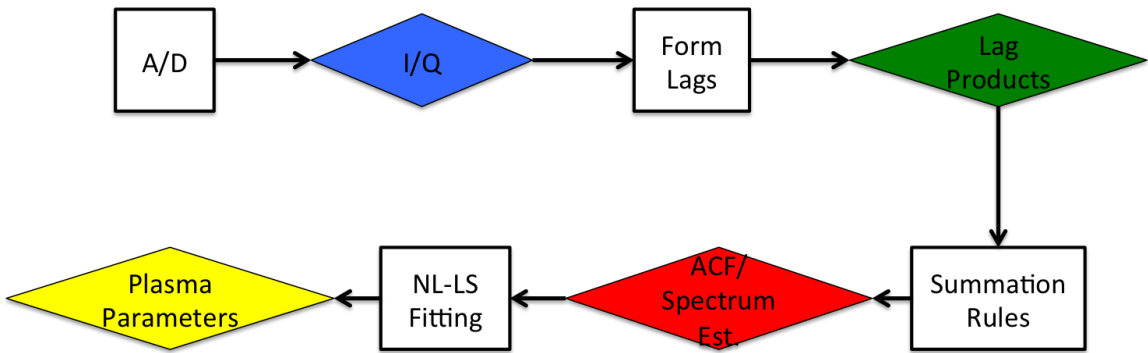 A/D
I/Q
Form
Lags
Lag
Products
Plasma
Parameters
NL-LS
Fitting
ACF/
Spectrum
Est.
Summation
Rules